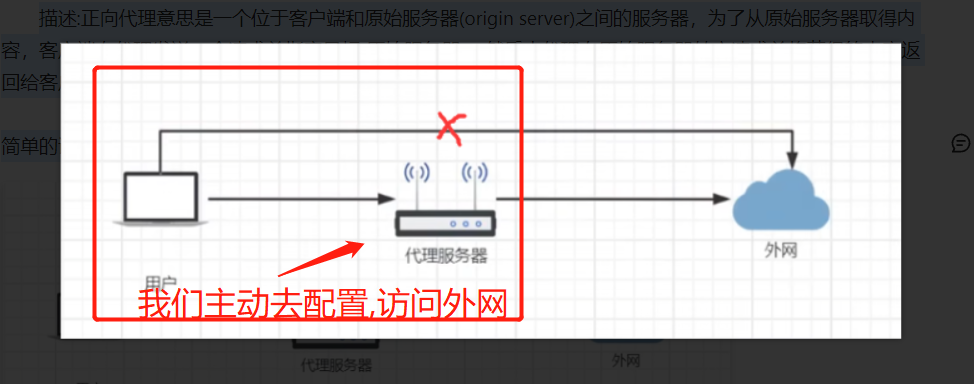 描述:正向代理意思是一个位于客户端和原始服务器(origin server)之间的服务器，为了从原始服务器取得内
容，客
返
回给客
简单的
代理服务器
外网
用户
我们主动去配置,访问外网
代理服务器
外网